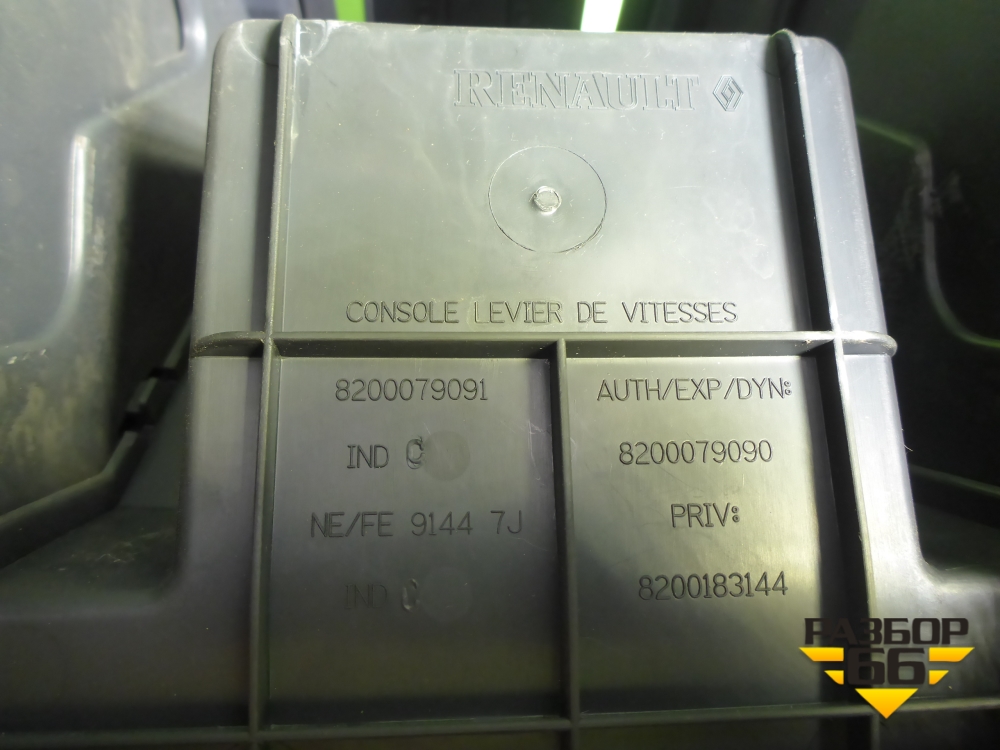 RENAULT
CONSOLE LEVIER DE VITESSES
8200079091
IND C
NE/FE 9144 7J
IND C
AUTH/EXP/DYN:
8200079090
PRIV:
8200183144
РАЗБОР
66